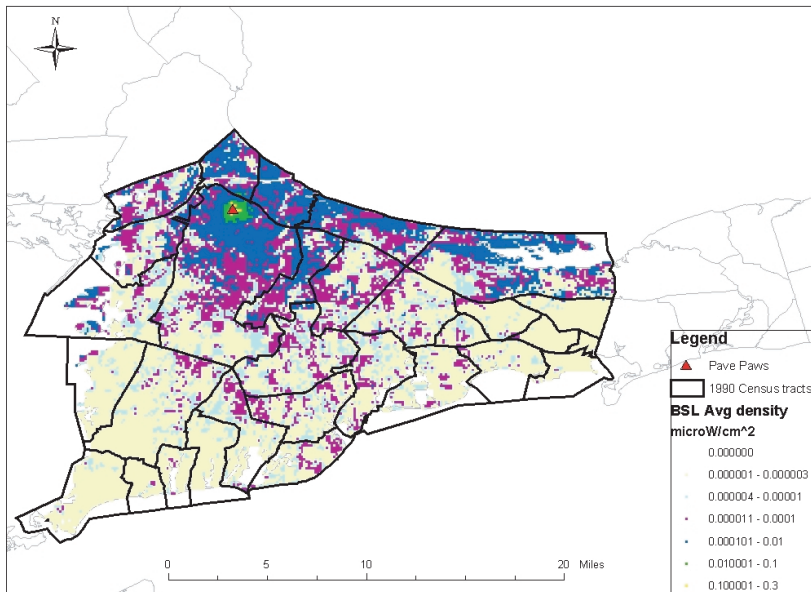 N
Legend
Pave Paws
1990 Census tracts
BSL Avg density
microW/cm^2
0.000000
0.000001 - 0.000003
0.000004 - 0.00001
0.000011 - 0.0001
0.000101 - 0.01
0.010001 - 0.1
0.100001 - 0.3
0 5 10 20 Miles